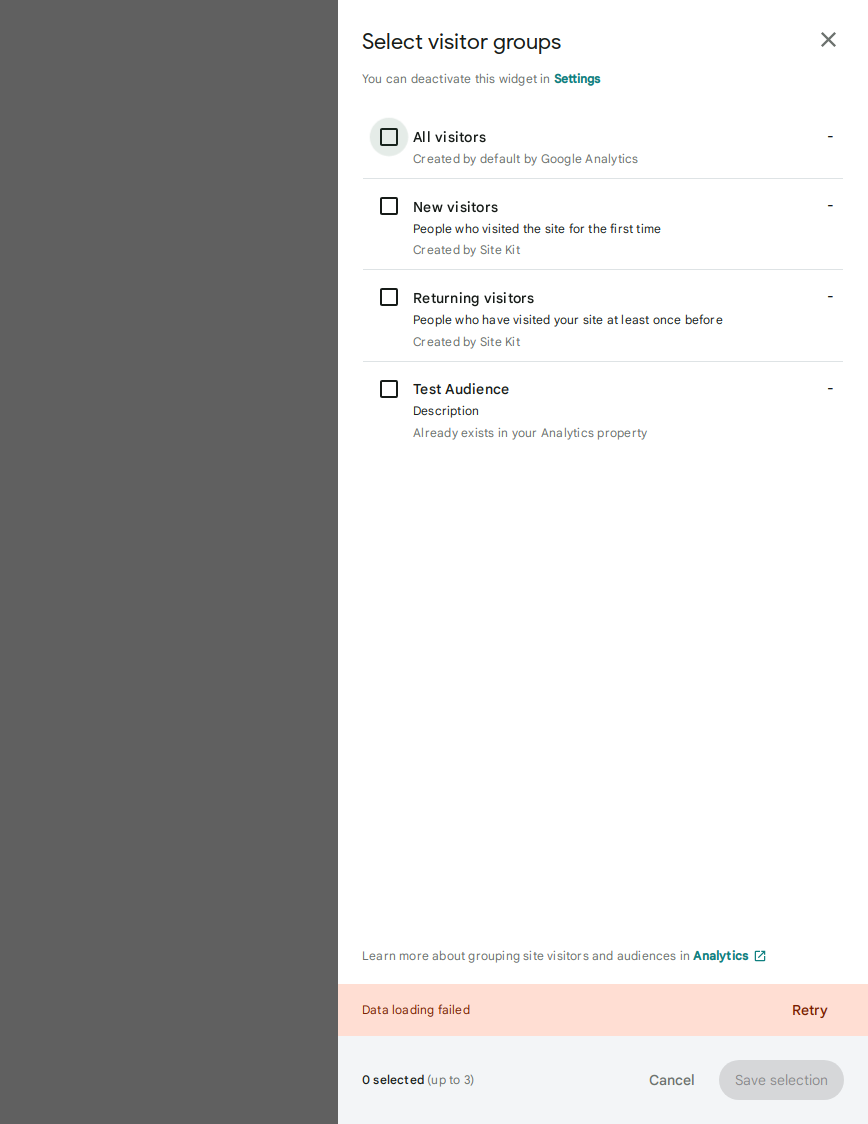 Select visitor groups
You can deactivate this widget in Settings
All visitors -
Created by default by Google Analytics
New visitors -
People who visited the site for the first time
Created by Site Kit
Returning visitors -
People who have visited your site at least once before
Created by Site Kit
Test Audience -
Description
Already exists in your Analytics property
Learn more about grouping site visitors and audiences in Analytics
Data loading failed Retry
0 selected (up to 3) Cancel Save selection